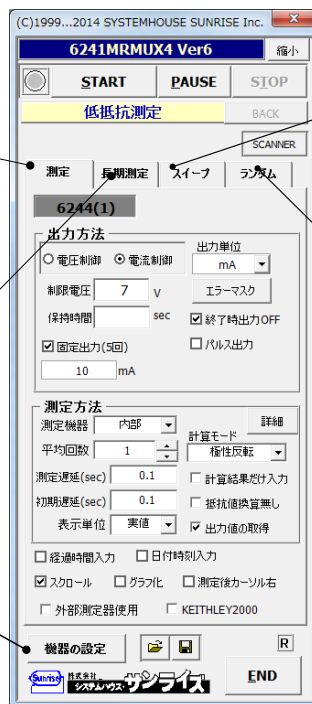 (C)1999...2014 SYSTEMHOUSE SUNRISE Inc.
6241MRMUX4 Ver6 縮小
START PAUSE STOP
低抵抗測定 BACK
SCANNER
測定 長期測定 スイープ ランダム
6244(1)
出力方法
出力単位
電圧制御 電流制御 mA
制限電圧 7 V エラーマスク
保持時間 sec 終了時出力OFF
固定出力(5回) パルス出力
10 mA
測定方法
測定機器 内部 詳細
計算モード
平均回数 1 極性反転
測定遅延(sec) 0.1 計算結果だけ入力
初期遅延(sec) 0.1 抵抗値換算無し
表示単位 実値 出力値の取得
経過時間入力 日付時刻入力
スクロール グラフ化 測定後カーソル右
外部測定器使用 KEITHLEY2000
機器の設定 R
Sunrise 株式会社 システムハウス サンライズ END